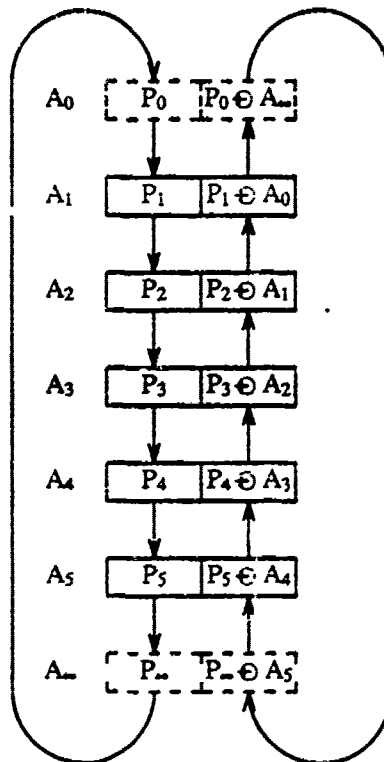 A₀ P₀ P₀ ⊖ A∞
A₁ P₁ P₁ ⊖ A₀
A₂ P₂ P₂ ⊖ A₁
A₃ P₃ P₃ ⊖ A₂
A₄ P₄ P₄ ⊖ A₃
A₅ P₅ P₅ ⊖ A₄
A∞ P∞ P∞ ⊖ A₅